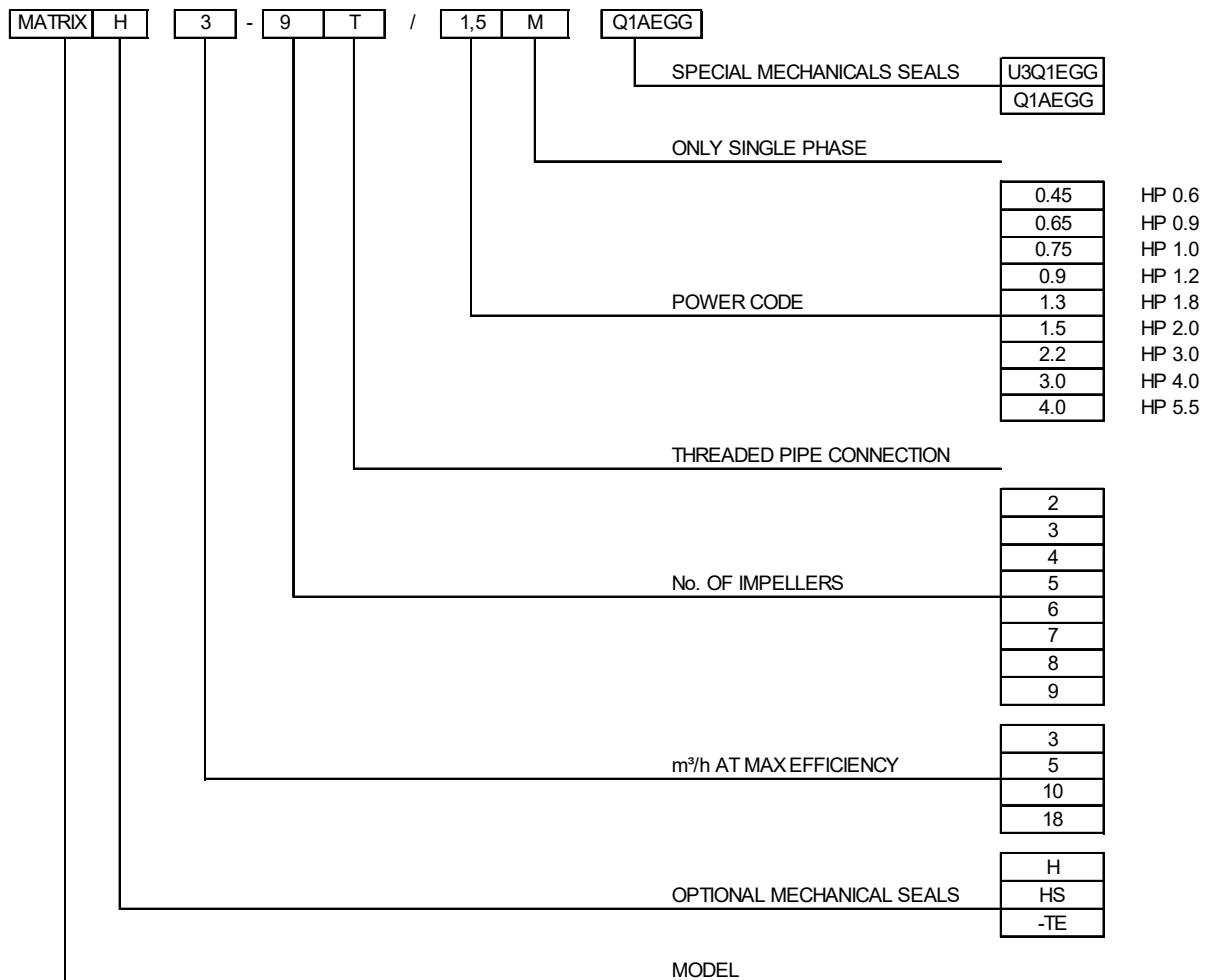 MATRIX H 3 - 9 T / 1,5 M Q1AEGG
SPECIAL MECHANICALS SEALS U3Q1EGG
Q1AEGG
ONLY SINGLE PHASE
0.45 HP 0.6
0.65 HP 0.9
0.75 HP 1.0
0.9 HP 1.2
POWER CODE 1.3 HP 1.8
1.5 HP 2.0
2.2 HP 3.0
3.0 HP 4.0
4.0 HP 5.5
THREADED PIPE CONNECTION
2
3
4
No. OF IMPELLERS 5
6
7
8
9
3
m³/h AT MAX EFFICIENCY 5
10
18
H
OPTIONAL MECHANICAL SEALS HS
-TE
MODEL